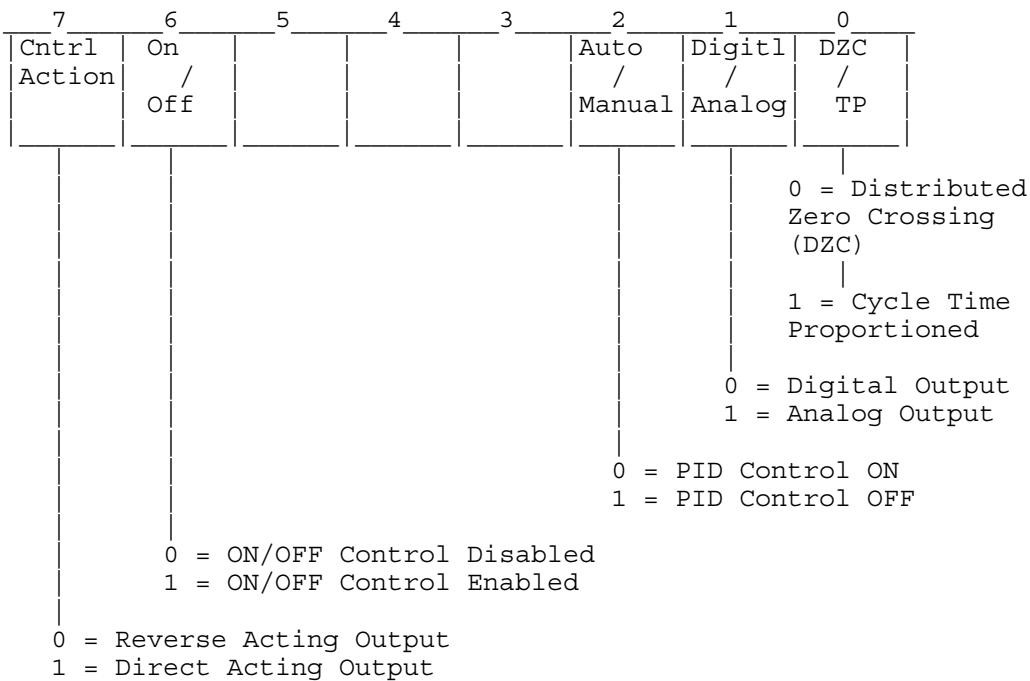 7 6 5 4 3 2 1 0
Cntrl On Auto Digitl DZC
Action / / / /
Off Manual Analog TP
0 = Distributed
Zero Crossing
(DZC)
1 = Cycle Time
Proportioned
0 = Digital Output
1 = Analog Output
0 = PID Control ON
1 = PID Control OFF
0 = ON/OFF Control Disabled
1 = ON/OFF Control Enabled
0 = Reverse Acting Output
1 = Direct Acting Output